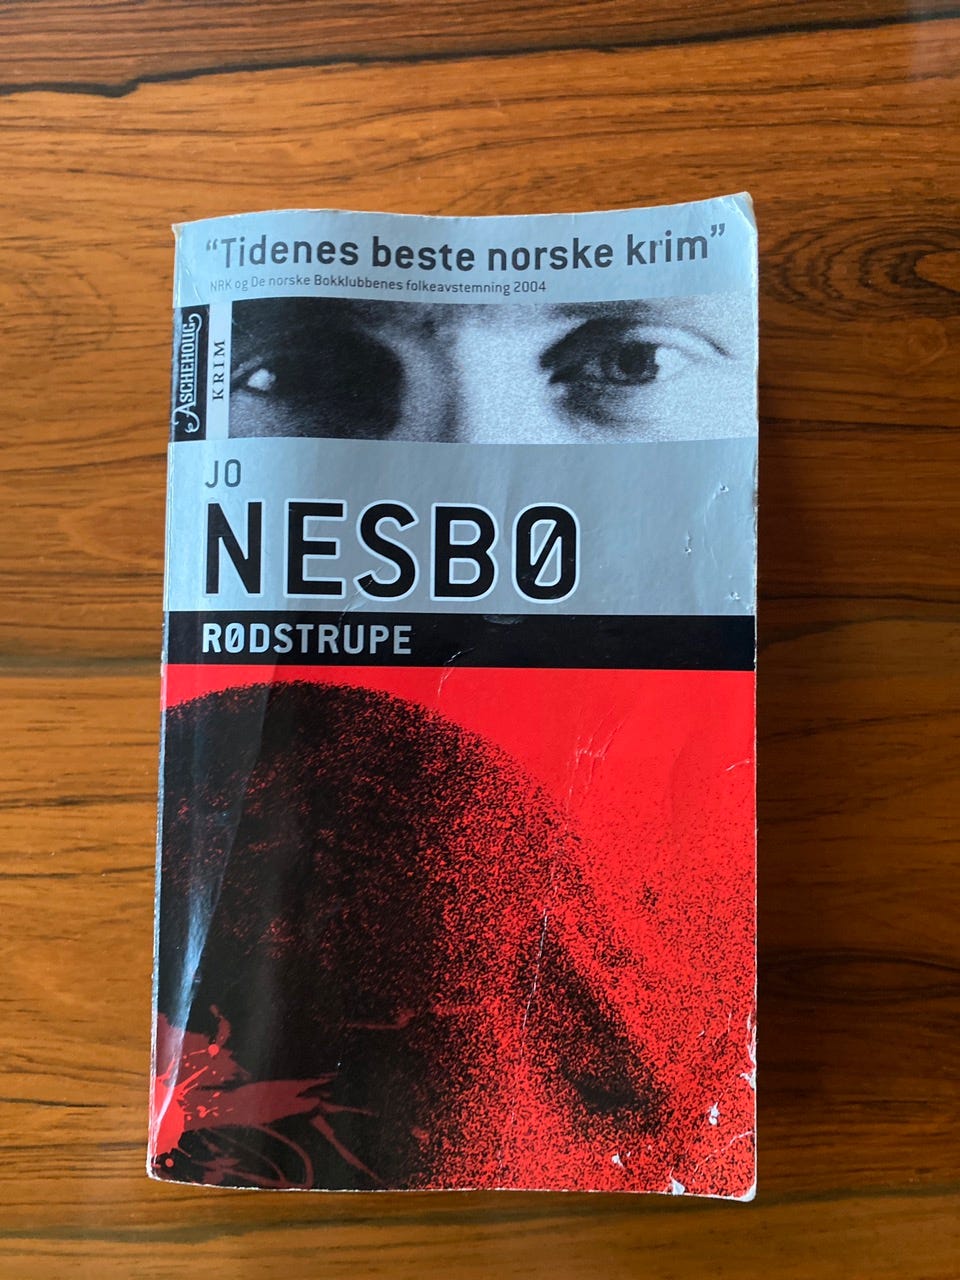 “Tidenes beste norske krim”
NRK og De norske Bokklubbenes folkeavstemning 2004
ASCHEHOUG
KRIM
JO
NESBØ
RØDSTRUPE